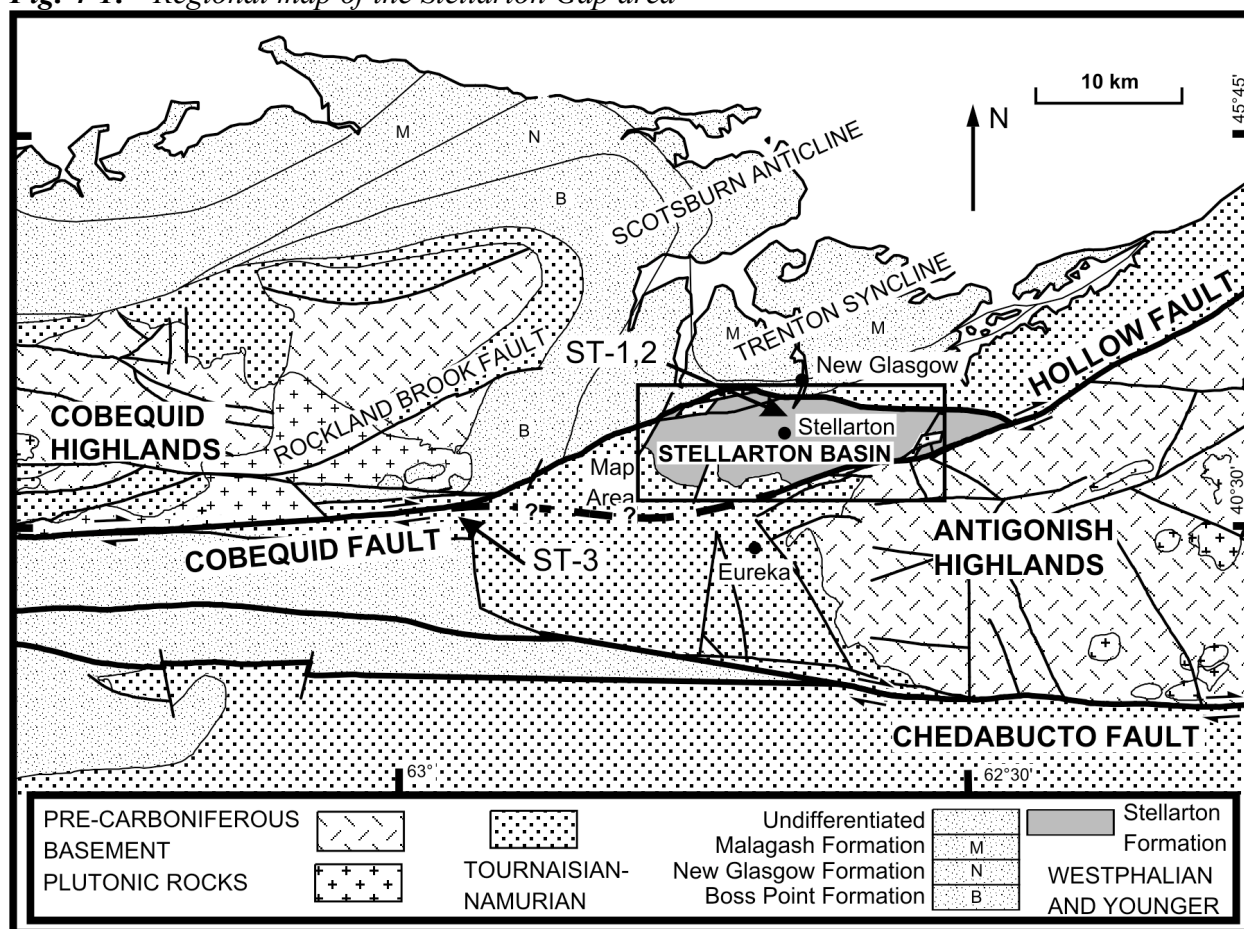 Fig. 4-1. Regional map of the Stellarton Gap area
10 km
45°45'
N
M
N
B
SCOTSBURN ANTICLINE
TRENTON SYNCLINE
M
M
HOLLOW FAULT
ST-1,2
New Glasgow
ROCKLAND BROOK FAULT
COBEQUID
HIGHLANDS
B
Stellarton
STELLARTON BASIN
Map
Area
40°30'
?
?
COBEQUID FAULT
ST-3
Eureka
ANTIGONISH
HIGHLANDS
CHEDABUCTO FAULT
63°
62°30'
PRE-CARBONIFEROUS
BASEMENT
PLUTONIC ROCKS
TOURNAISIAN-
NAMURIAN
Undifferentiated
Malagash Formation
M
New Glasgow Formation
N
Boss Point Formation
B
Stellarton
Formation
WESTPHALIAN
AND YOUNGER